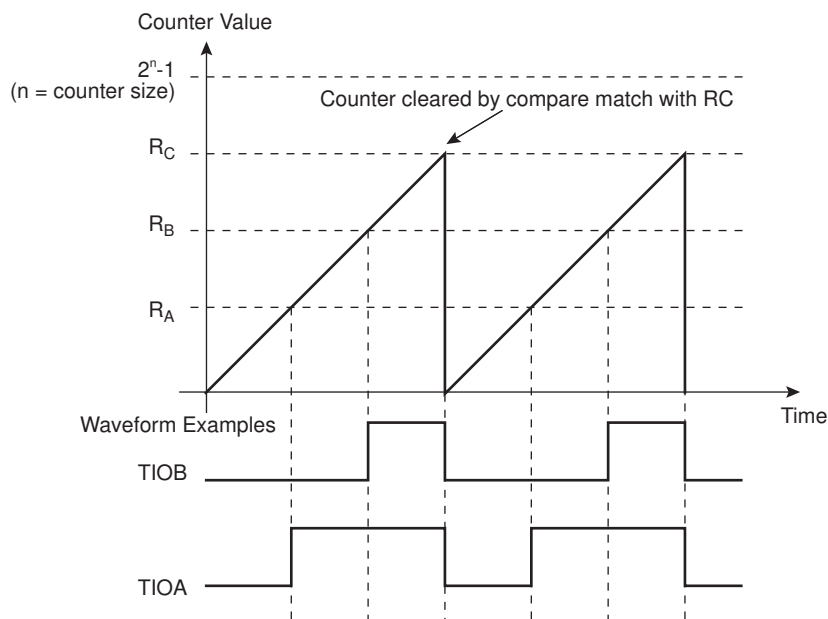 Counter Value
2ⁿ-1
(n = counter size)
Counter cleared by compare match with RC
R_C
R_B
R_A
Time
Waveform Examples
TIOB
TIOA